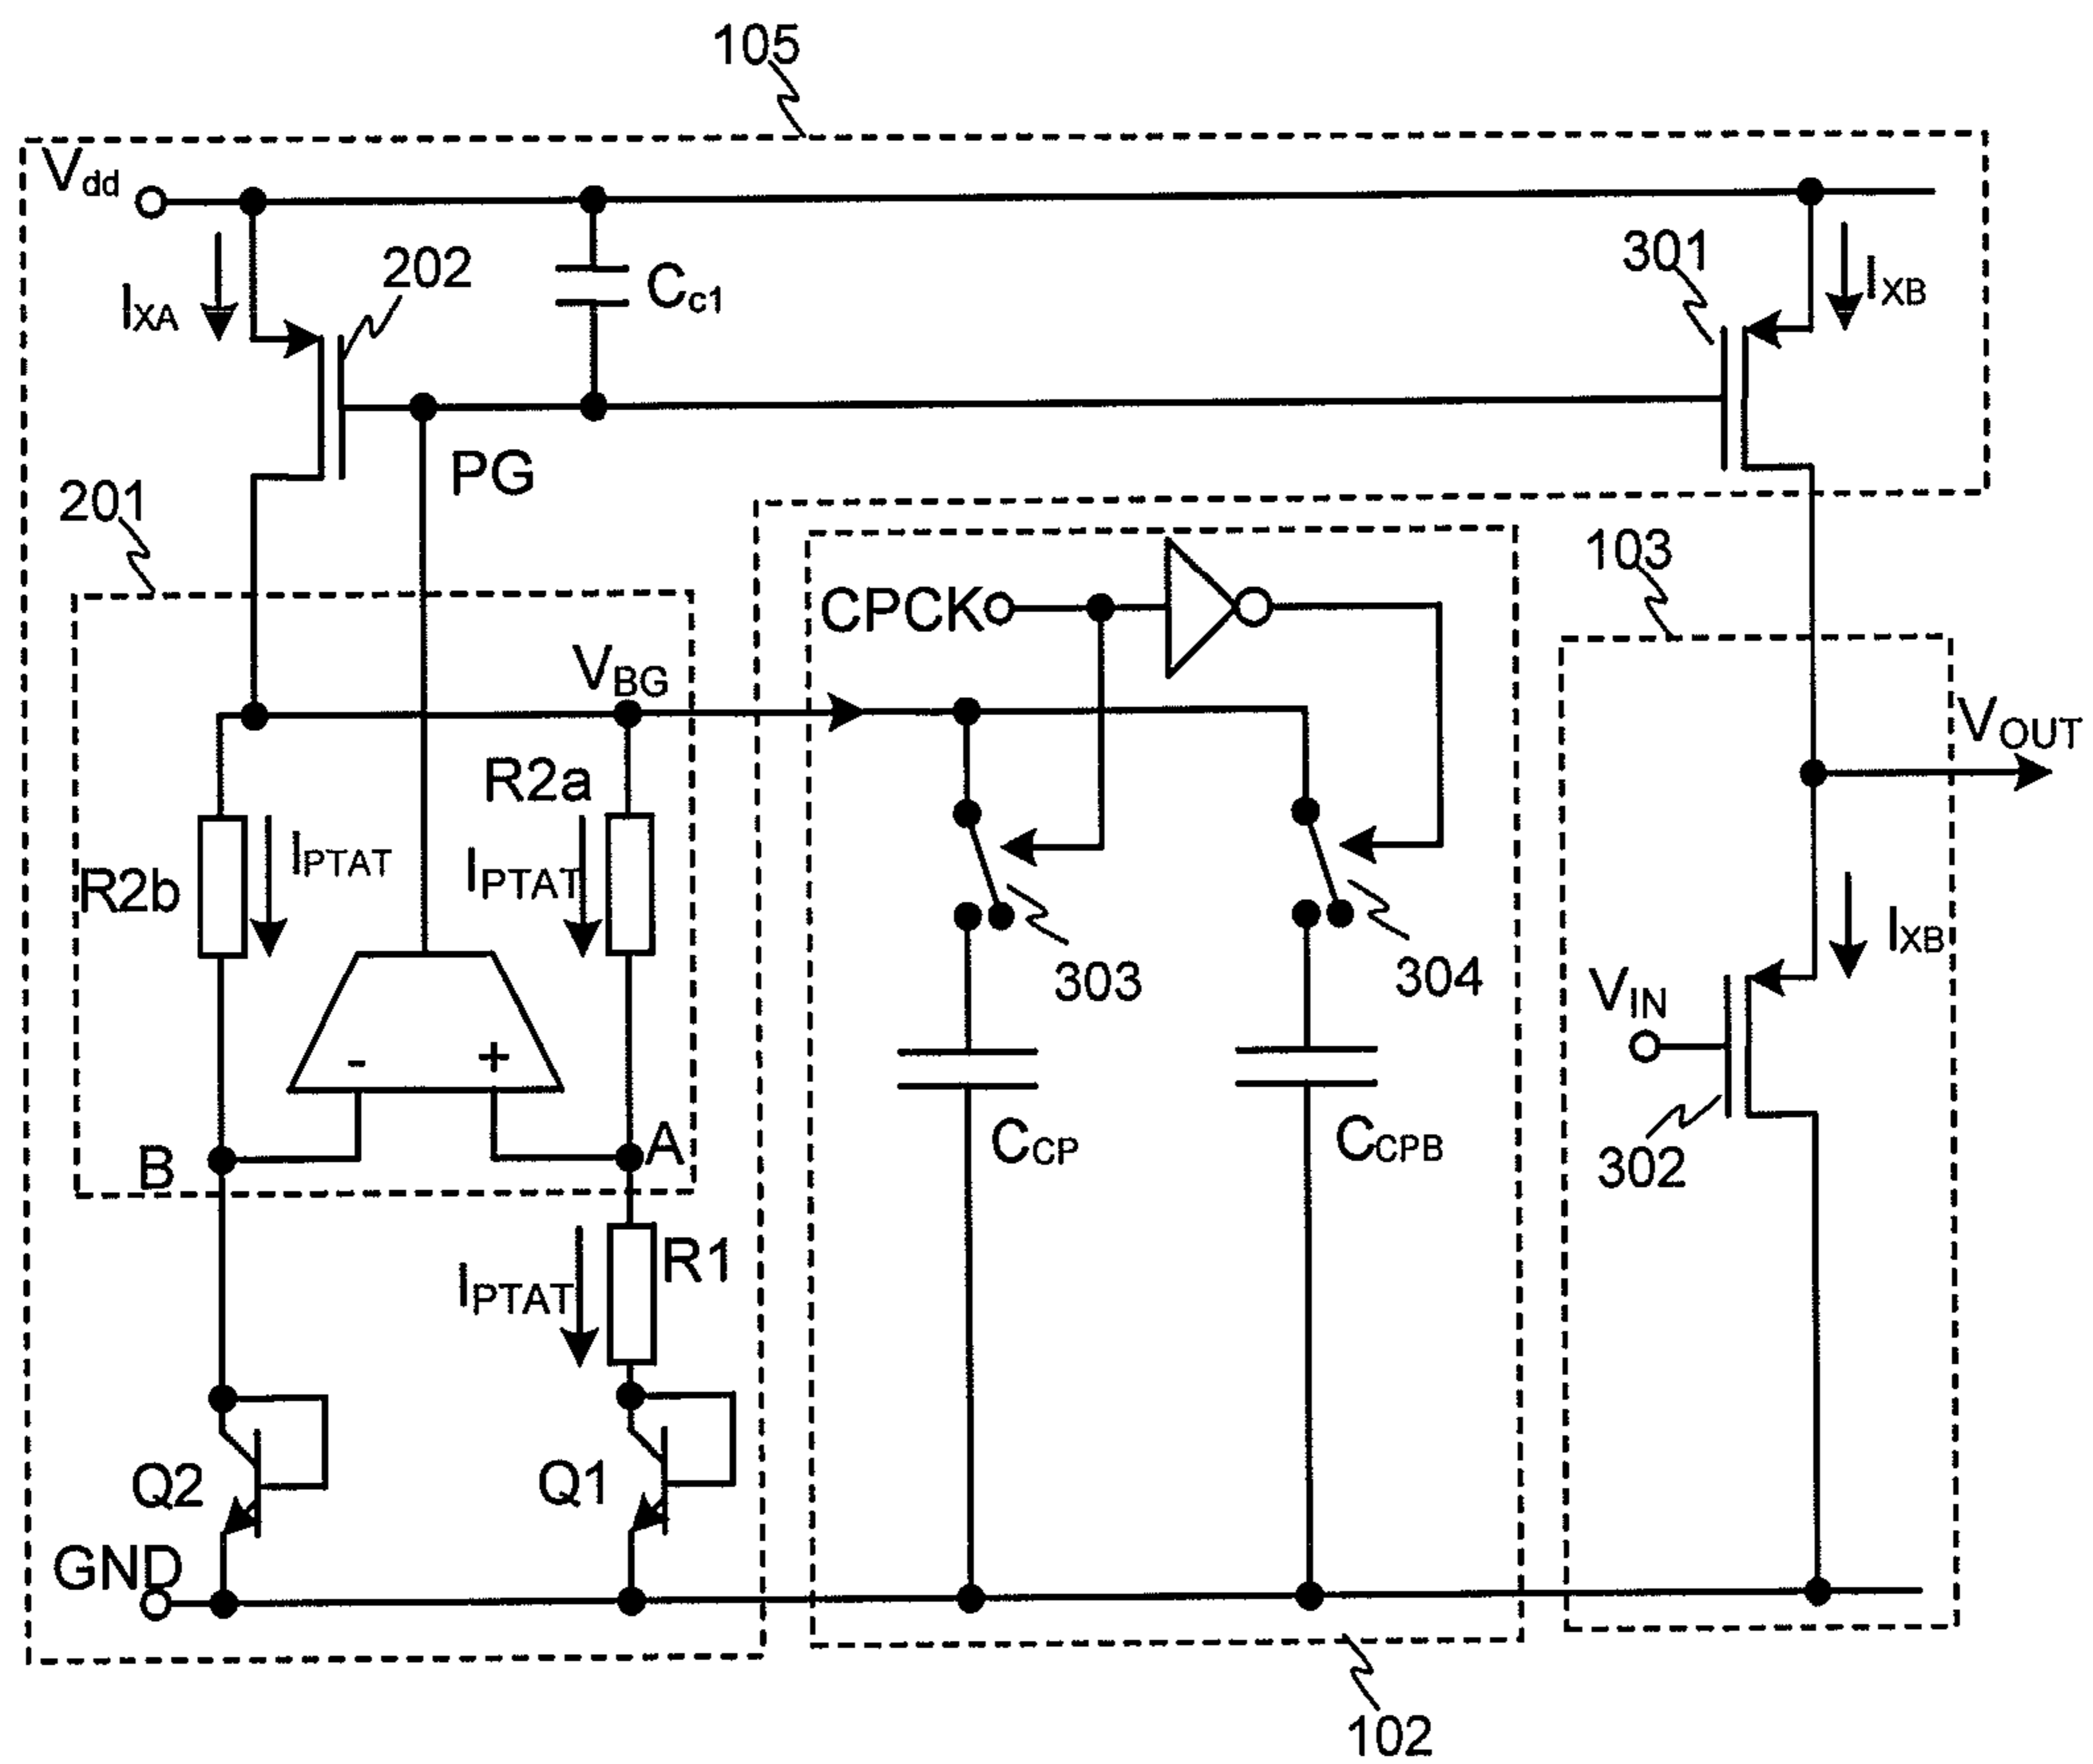 105
Vdd
202
Cc1
301
IXB
IXA
PG
201
103
CPCK
VBG
VOUT
R2a
IPTAT
IPTAT
R2b
303
304
IXB
VIN
- +
B
A
CCP
CCPB
302
R1
IPTAT
Q2
Q1
GND
102